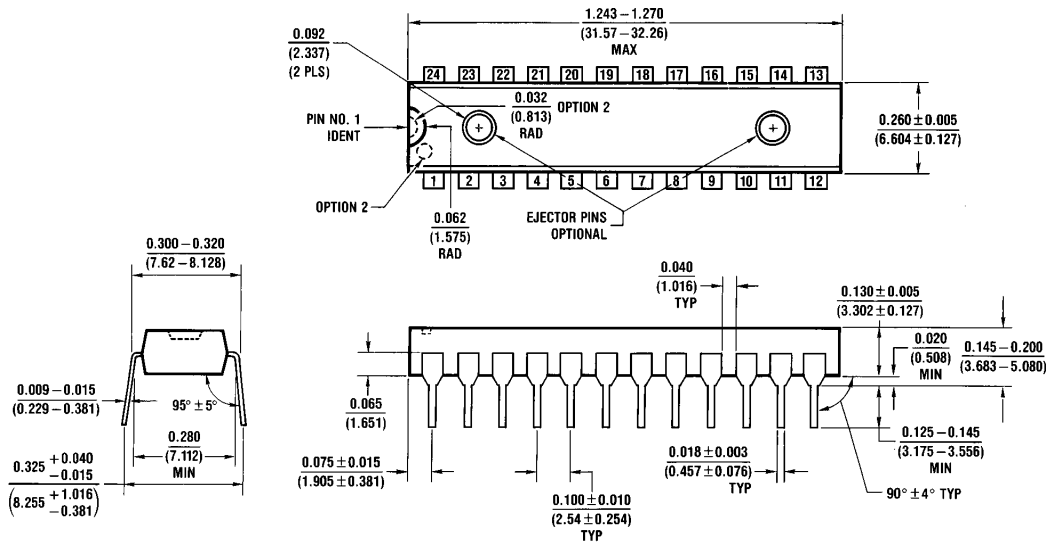 1.243–1.270
(31.57–32.26)
MAX
0.092
(2.337)
(2 PLS)
24 23 22 21 20 19 18 17 16 15 14 13
0.032
(0.813)
RAD
OPTION 2
PIN NO. 1
IDENT
0.260 ± 0.005
(6.604 ± 0.127)
1 2 3 4 5 6 7 8 9 10 11 12
OPTION 2
0.062
(1.575)
RAD
EJECTOR PINS
OPTIONAL
0.300 – 0.320
(7.62 – 8.128)
0.040
(1.016)
TYP
0.130 ± 0.005
(3.302 ± 0.127)
0.020
(0.508)
MIN
0.145 – 0.200
(3.683 – 5.080)
0.009 – 0.015
(0.229 – 0.381)
95° ± 5°
0.065
(1.651)
0.280
(7.112)
MIN
0.125 – 0.145
(3.175 – 3.556)
MIN
0.325 +0.040 –0.015
(8.255 +1.016 –0.381)
0.075 ± 0.015
(1.905 ± 0.381)
0.018 ± 0.003
(0.457 ± 0.076)
TYP
0.100 ± 0.010
(2.54 ± 0.254)
TYP
90° ± 4° TYP